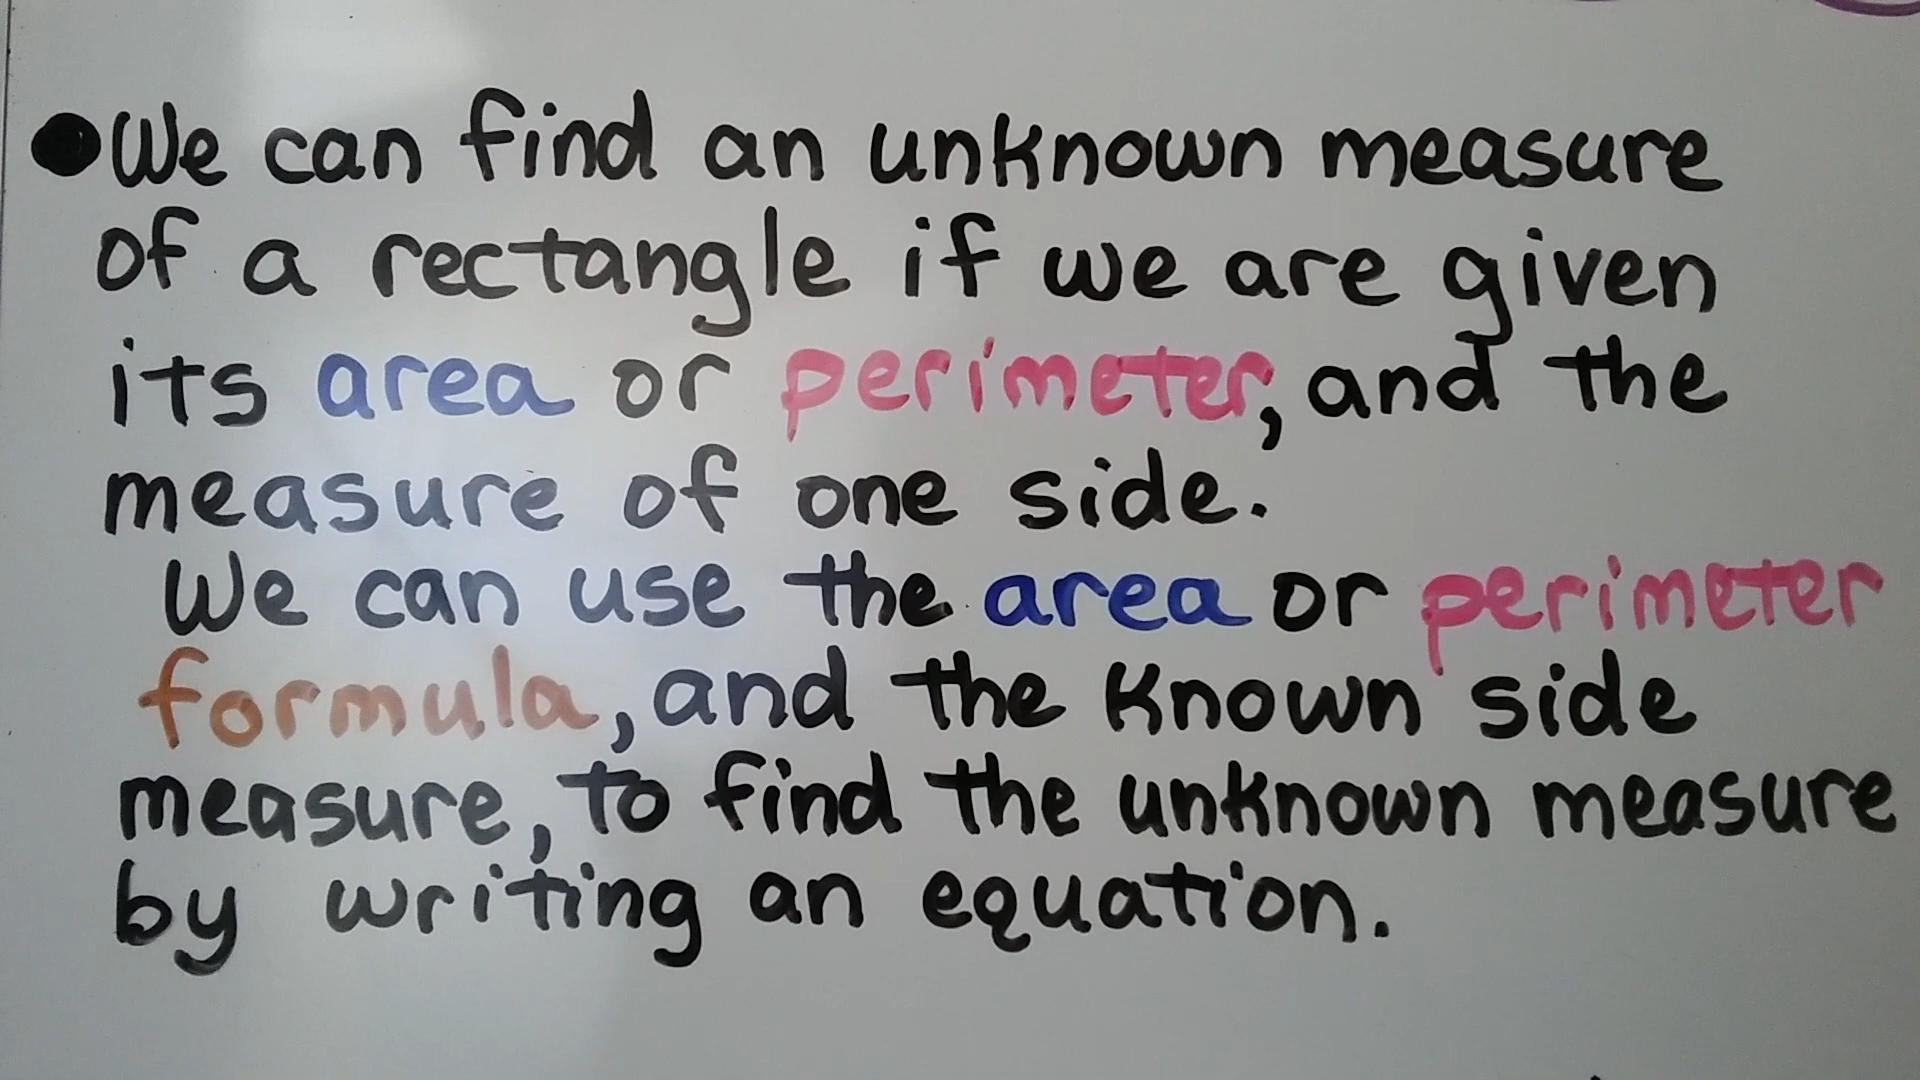 ●We can find an unknown measure
of a rectangle if we are given
its area or perimeter, and the
measure of one side.
We can use the area or perimeter
formula, and the known side
measure, to find the unknown measure
by writing an equation.